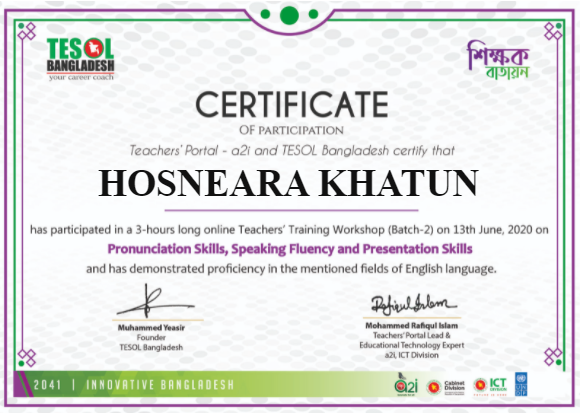 TESOL
BANGLADESH
your career coach
শিক্ষক
বাতায়ন
CERTIFICATE
OF PARTICIPATION
Teachers' Portal - a2i and TESOL Bangladesh certify that
HOSNEARA KHATUN
has participated in a 3-hours long online Teachers' Training Workshop (Batch-2) on 13th June, 2020 on
Pronunciation Skills, Speaking Fluency and Presentation Skills
and has demonstrated proficiency in the mentioned fields of English language.
Rafiqul Islam
Muhammed Yeasir
Founder
TESOL Bangladesh
Mohammed Rafiqul Islam
Teachers' Portal Lead &
Educational Technology Expert
a2i, ICT Division
2041 | INNOVATIVE BANGLADESH
a2i
Cabinet
Division
ICT
DIVISION